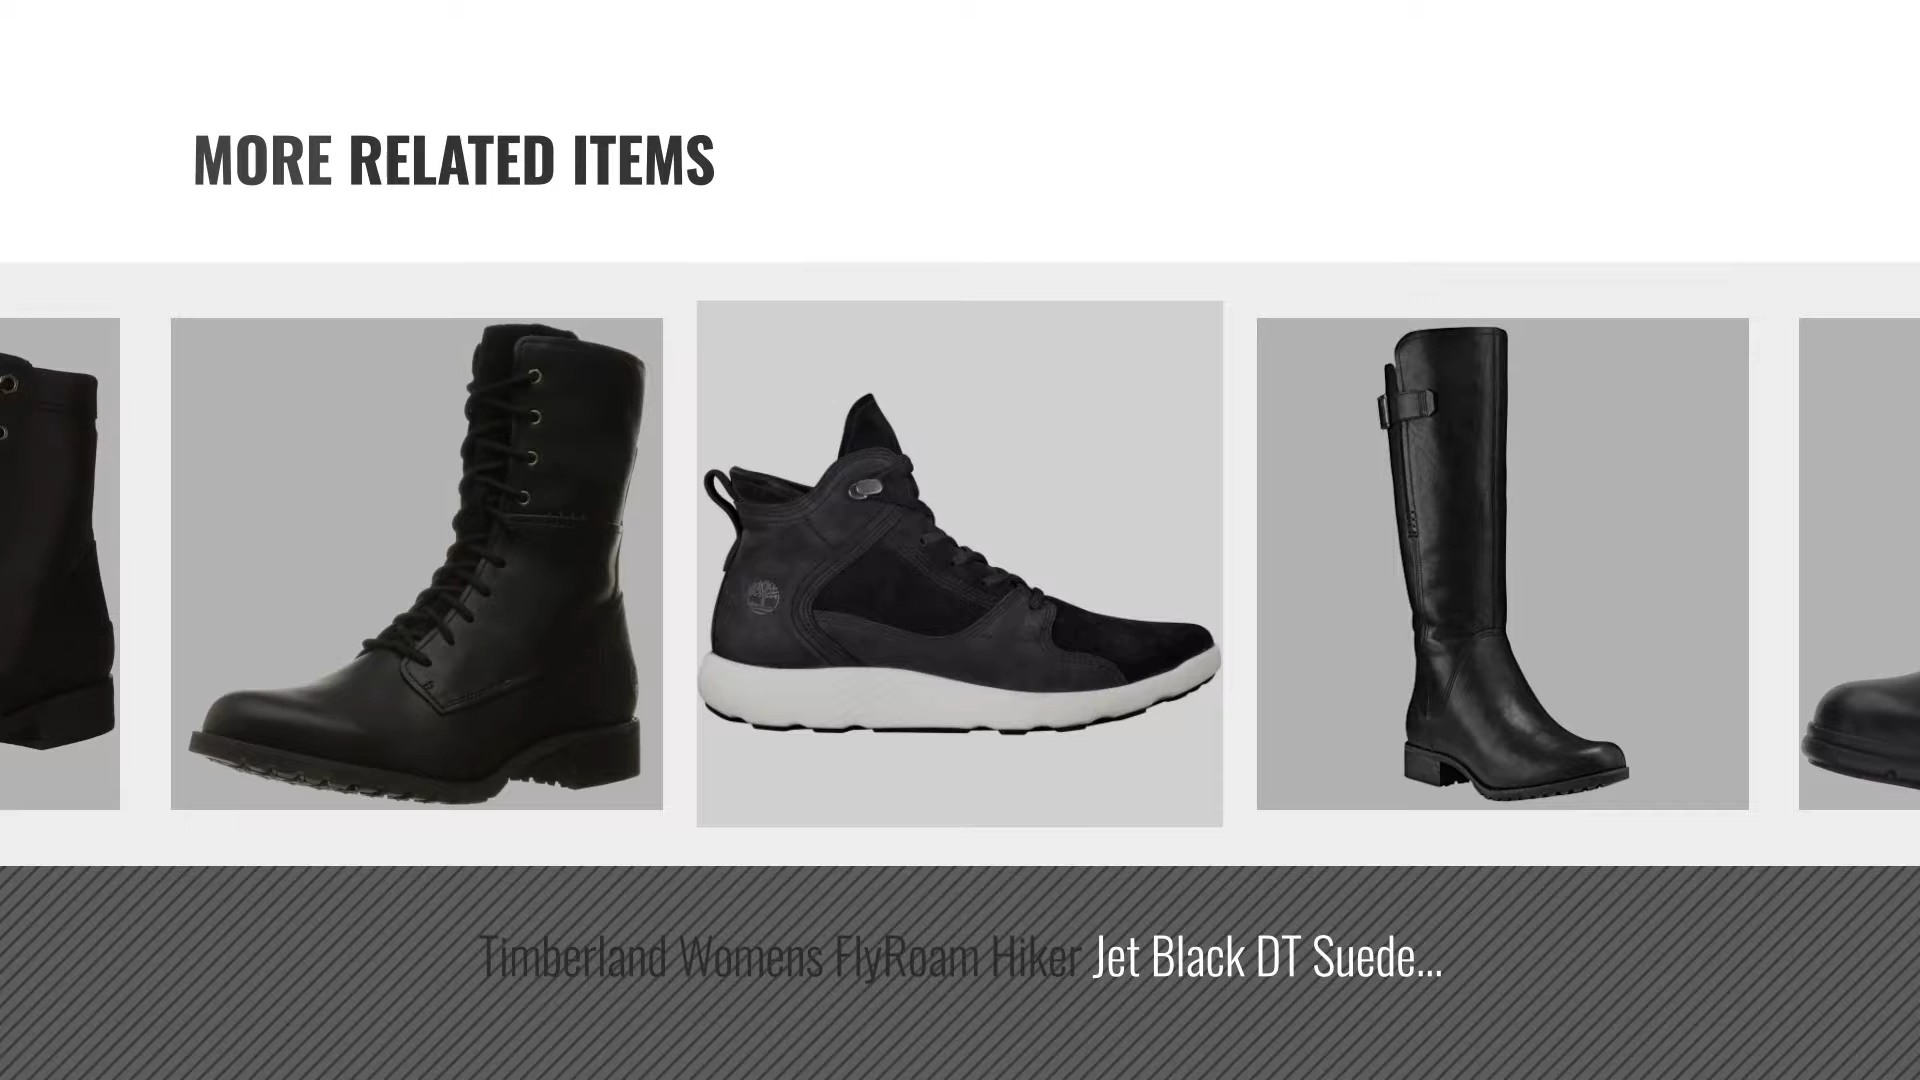 MORE RELATED ITEMS
Timberland Womens FlyRoam Hiker Jet Black DT Suede...